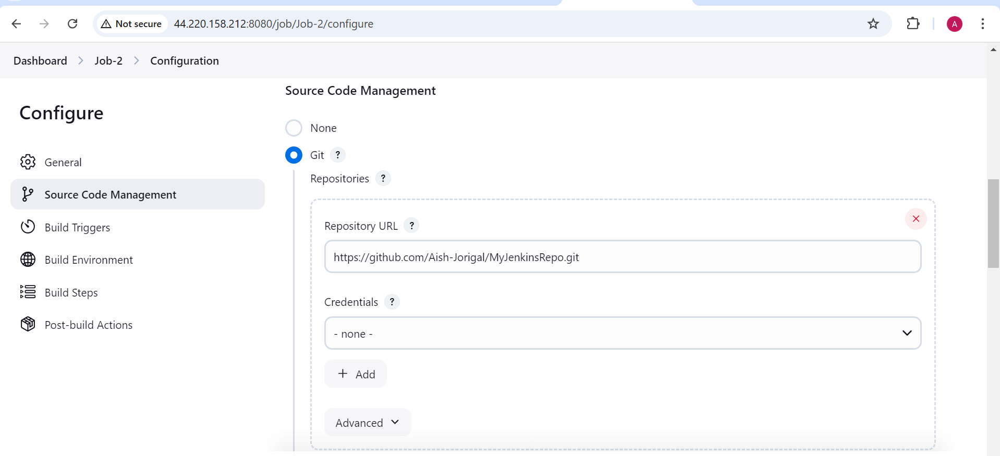 Not secure 44.220.158.212:8080/job/Job-2/configure A
Dashboard Job-2 Configuration
Configure
General
Source Code Management
Build Triggers
Build Environment
Build Steps
Post-build Actions
Source Code Management
None
Git ?
Repositories ?
Repository URL ?
https://github.com/Aish-Jorigal/MyJenkinsRepo.git
Credentials ?
- none -
+ Add
Advanced